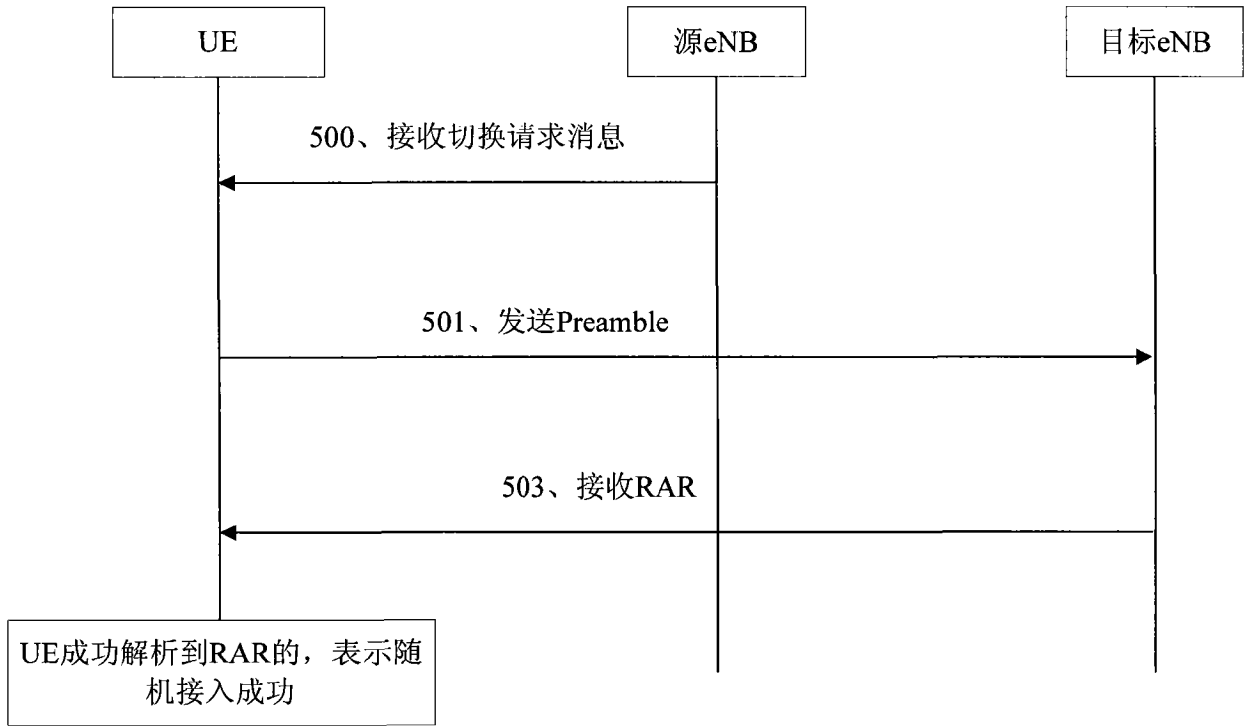 UE
源eNB
目标eNB
500、接收切换请求消息
501、发送Preamble
503、接收RAR
UE成功解析到RAR的，表示随
机接入成功